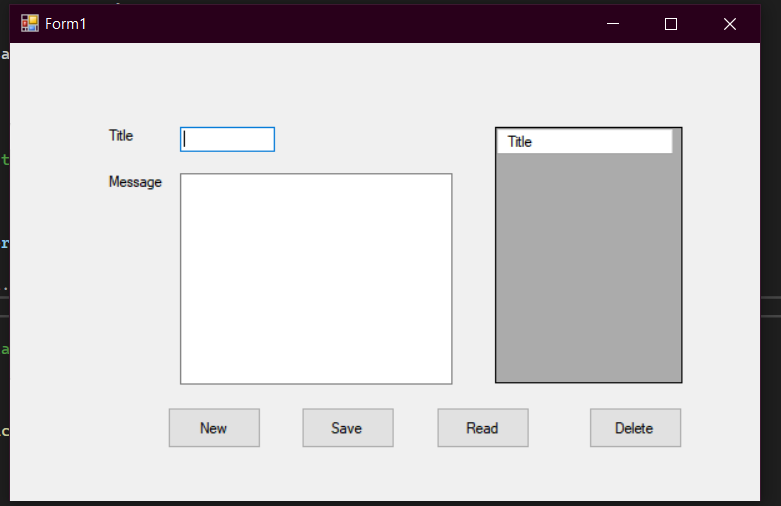 Form1
a
t
Title
Title
Message
r
.
a
New Save Read Delete
c